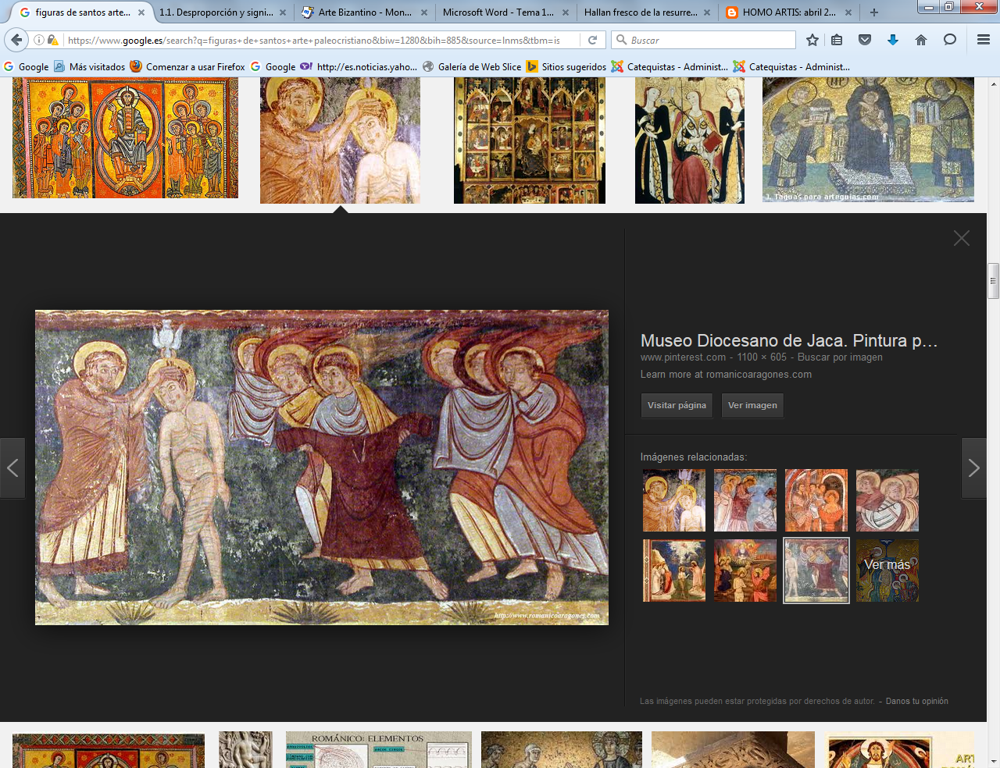 figuras de santos arte...
1.1. Desproporción y signi...
Arte Bizantino - Mon...
Microsoft Word - Tema 1...
Hallan fresco de la resurre...
HOMO ARTIS: abril 2...
https://www.google.es/search?q=figuras+de+santos+arte+paleocristiano&biw=1280&bih=885&source=lnms&tbm=is
Buscar
Google
Más visitados
Comenzar a usar Firefox
Google
http://es.noticias.yaho...
Galería de Web Slice
Sitios sugeridos
Catequistas - Administ...
Catequistas - Administ...
J. Taguas para arteguias.com
Museo Diocesano de Jaca. Pintura p...
www.pinterest.com - 1100 × 605 - Buscar por imagen
Learn more at romanicoaragones.com
Visitar página
Ver imagen
Imágenes relacionadas:
Ver más
http://www.romanicoaragones.com
Las imágenes pueden estar protegidas por derechos de autor. - Danos tu opinión
ROMÁNICO: ELEMENTOS
ART